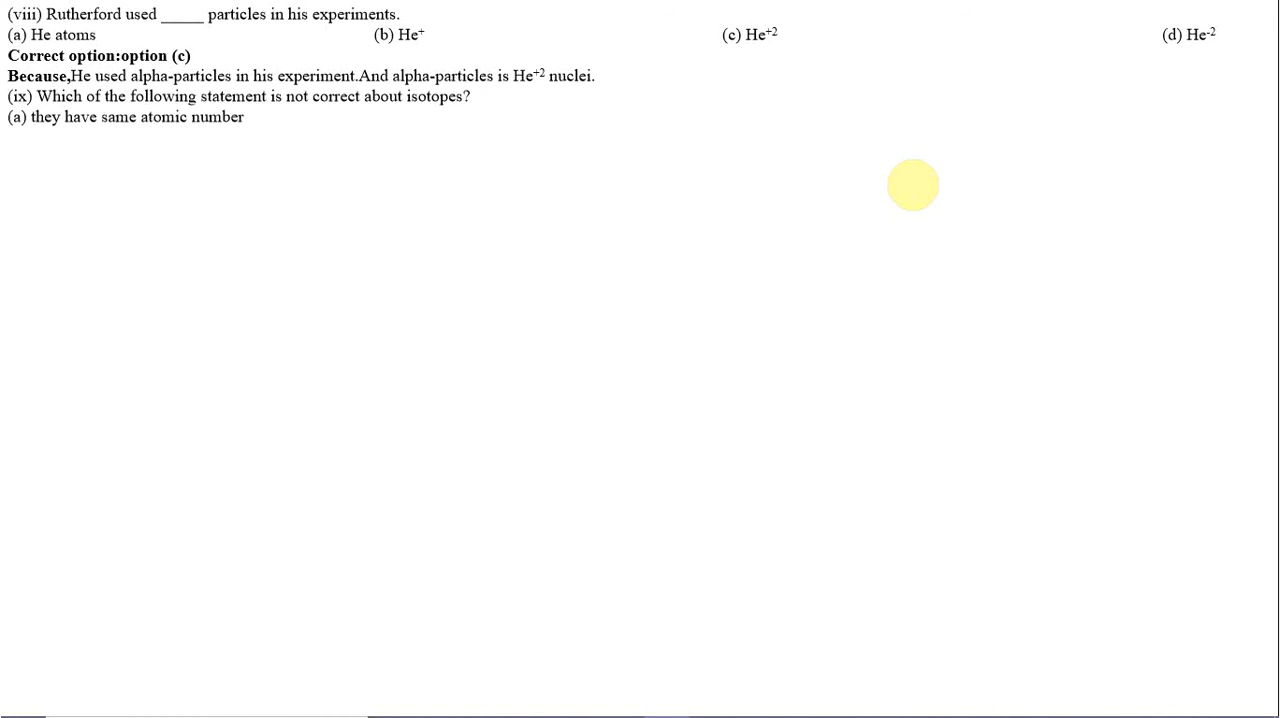 (viii) Rutherford used _____ particles in his experiments.
(a) He atoms (b) He⁺ (c) He⁺² (d) He⁻²
Correct option:option (c)
Because,He used alpha-particles in his experiment.And alpha-particles is He⁺² nuclei.
(ix) Which of the following statement is not correct about isotopes?
(a) they have same atomic number